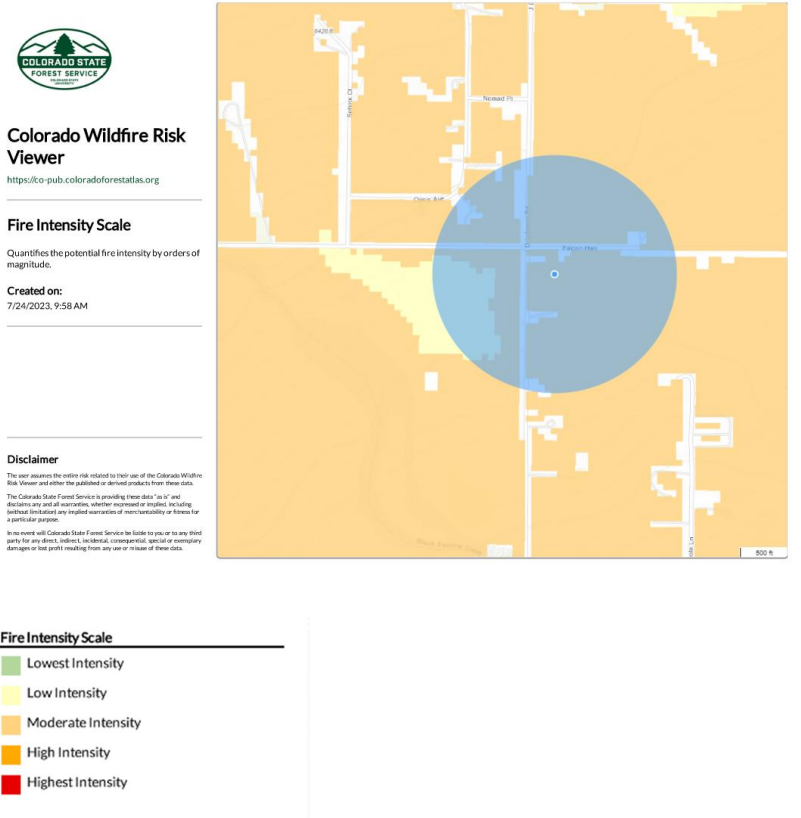 COLORADO STATE
FOREST SERVICE
Colorado Wildfire Risk
Viewer
https://co-pub.coloradoforestatlas.org
Fire Intensity Scale
Quantifies the potential fire intensity by orders of
magnitude.
Created on:
7/24/2023, 9:58 AM
Disclaimer
The user assumes the entire risk related to their use of the Colorado Wildfire
Risk Viewer and either the published or derived products from these data.
The Colorado State Forest Service is providing these data "as is" and
disclaims any and all warranties, whether expressed or implied, including
(without limitation) any implied warranties of merchantability or fitness for
a particular purpose.
In no event will Colorado State Forest Service be liable to you or to any third
party for any direct, indirect, incidental, consequential, special or exemplary
damages or lost profit resulting from any use or misuse of these data.
Nomad Pt
Falcon Hwy
500 ft
Fire Intensity Scale
Lowest Intensity
Low Intensity
Moderate Intensity
High Intensity
Highest Intensity